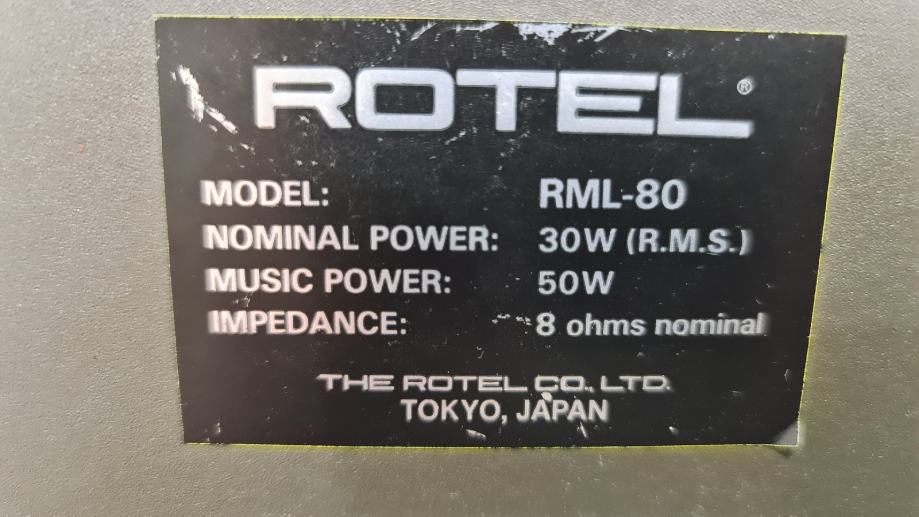 ROTEL®
MODEL: RML-80
NOMINAL POWER: 30W (R.M.S.)
MUSIC POWER: 50W
IMPEDANCE: 8 ohms nominal
THE ROTEL CO., LTD.
TOKYO, JAPAN